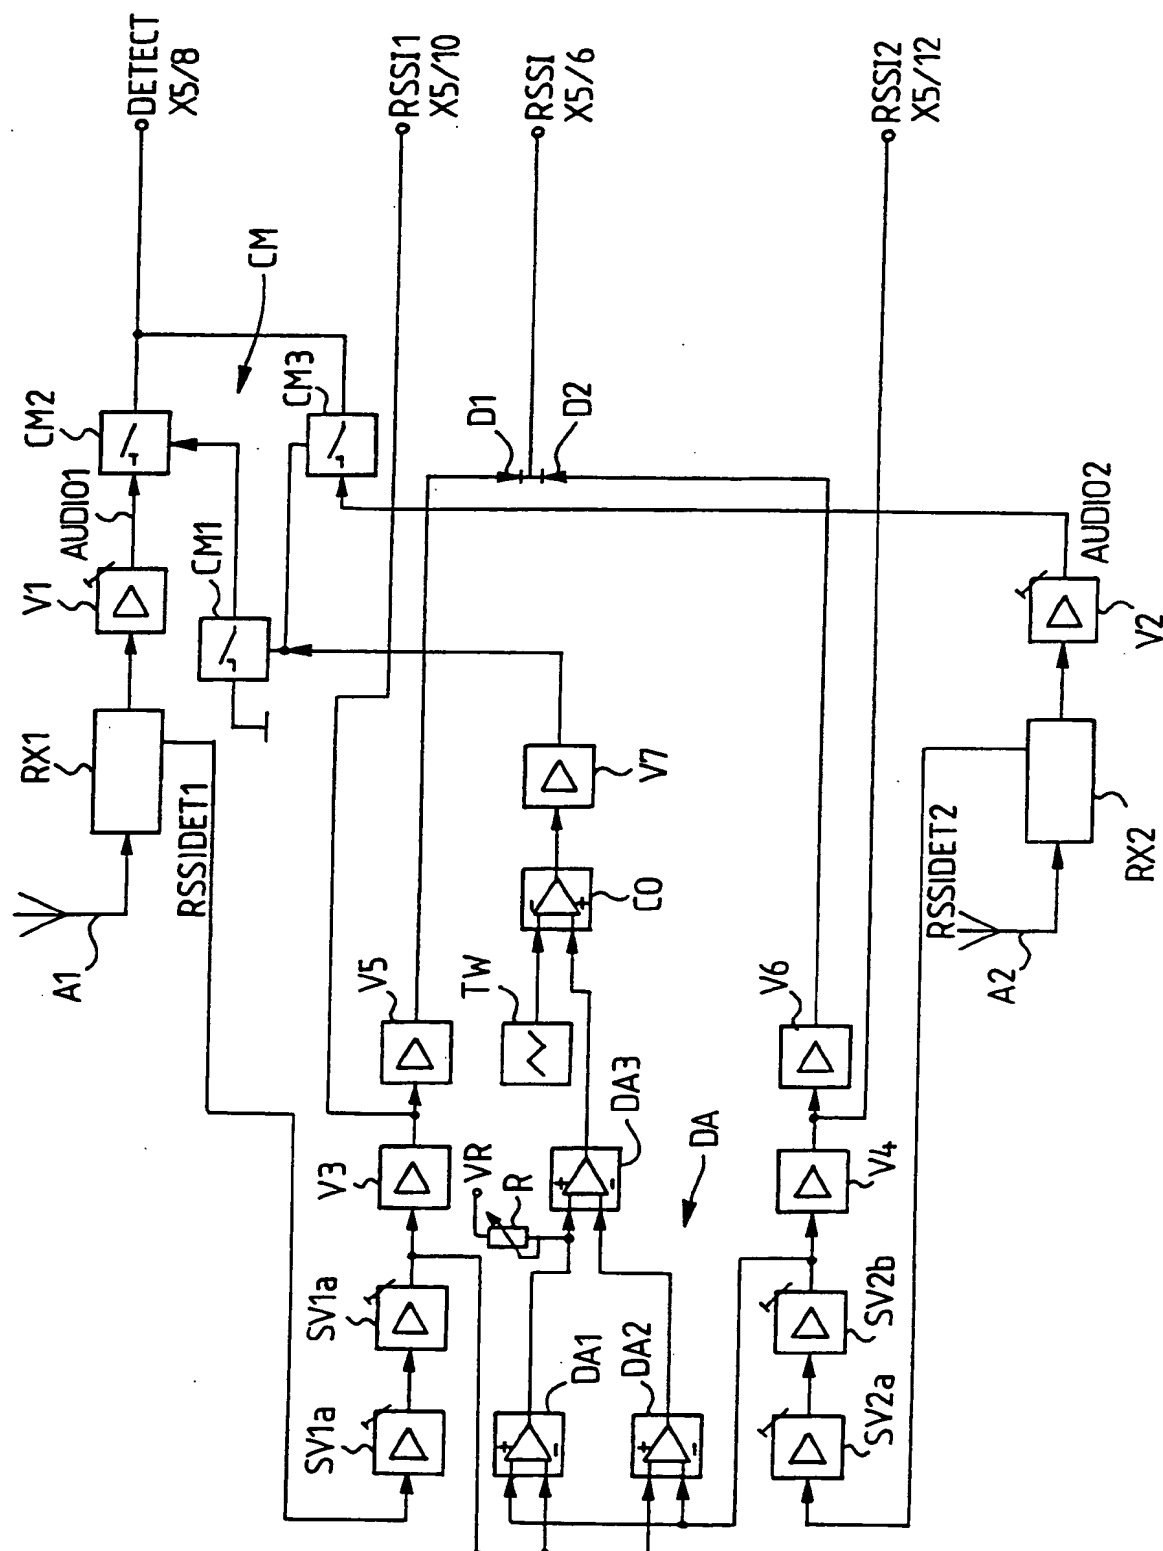 DETECT
X5/8
RSSI1
X5/10
RSSI
X5/6
RSSI2
X5/12
CM
CM2
CM3
AUDIO1
CM1
V1
D1
D2
AUDIO2
V2
RX1
RSSIDET1
V7
RX2
RSSIDET2
A1
CO
A2
V5
TW
V6
DA3
DA
V3
VR
R
V4
SV1a
SV2b
DA1
DA2
SV1a
SV2a